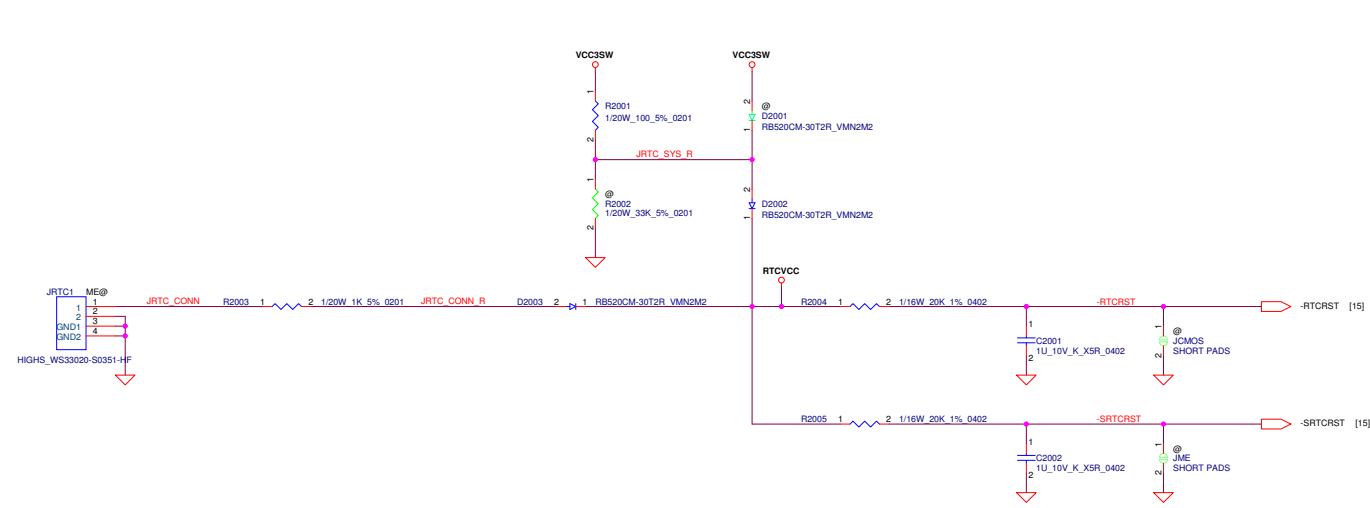 VCC3SW
VCC3SW
1
R2001
1/20W_100_5%_0201
2
2
@
D2001
RB520CM-30T2R_VMN2M2
1
JRTC_SYS_R
1
@
R2002
1/20W_33K_5%_0201
2
2
D2002
RB520CM-30T2R_VMN2M2
1
RTCVCC
JRTC1
ME@
1
2
GND1
GND2
1
2
3
4
HIGHS_WS33020-S0351-HF
JRTC_CONN
R2003
1
2
1/20W_1K_5%_0201
JRTC_CONN_R
D2003
2
1
RB520CM-30T2R_VMN2M2
R2004
1
2
1/16W_20K_1%_0402
-RTCRST
-RTCRST [15]
1
C2001
1U_10V_K_X5R_0402
2
1
@
JCMOS
SHORT PADS
2
R2005
1
2
1/16W_20K_1%_0402
-SRTCRST
-SRTCRST [15]
1
C2002
1U_10V_K_X5R_0402
2
1
@
JME
SHORT PADS
2